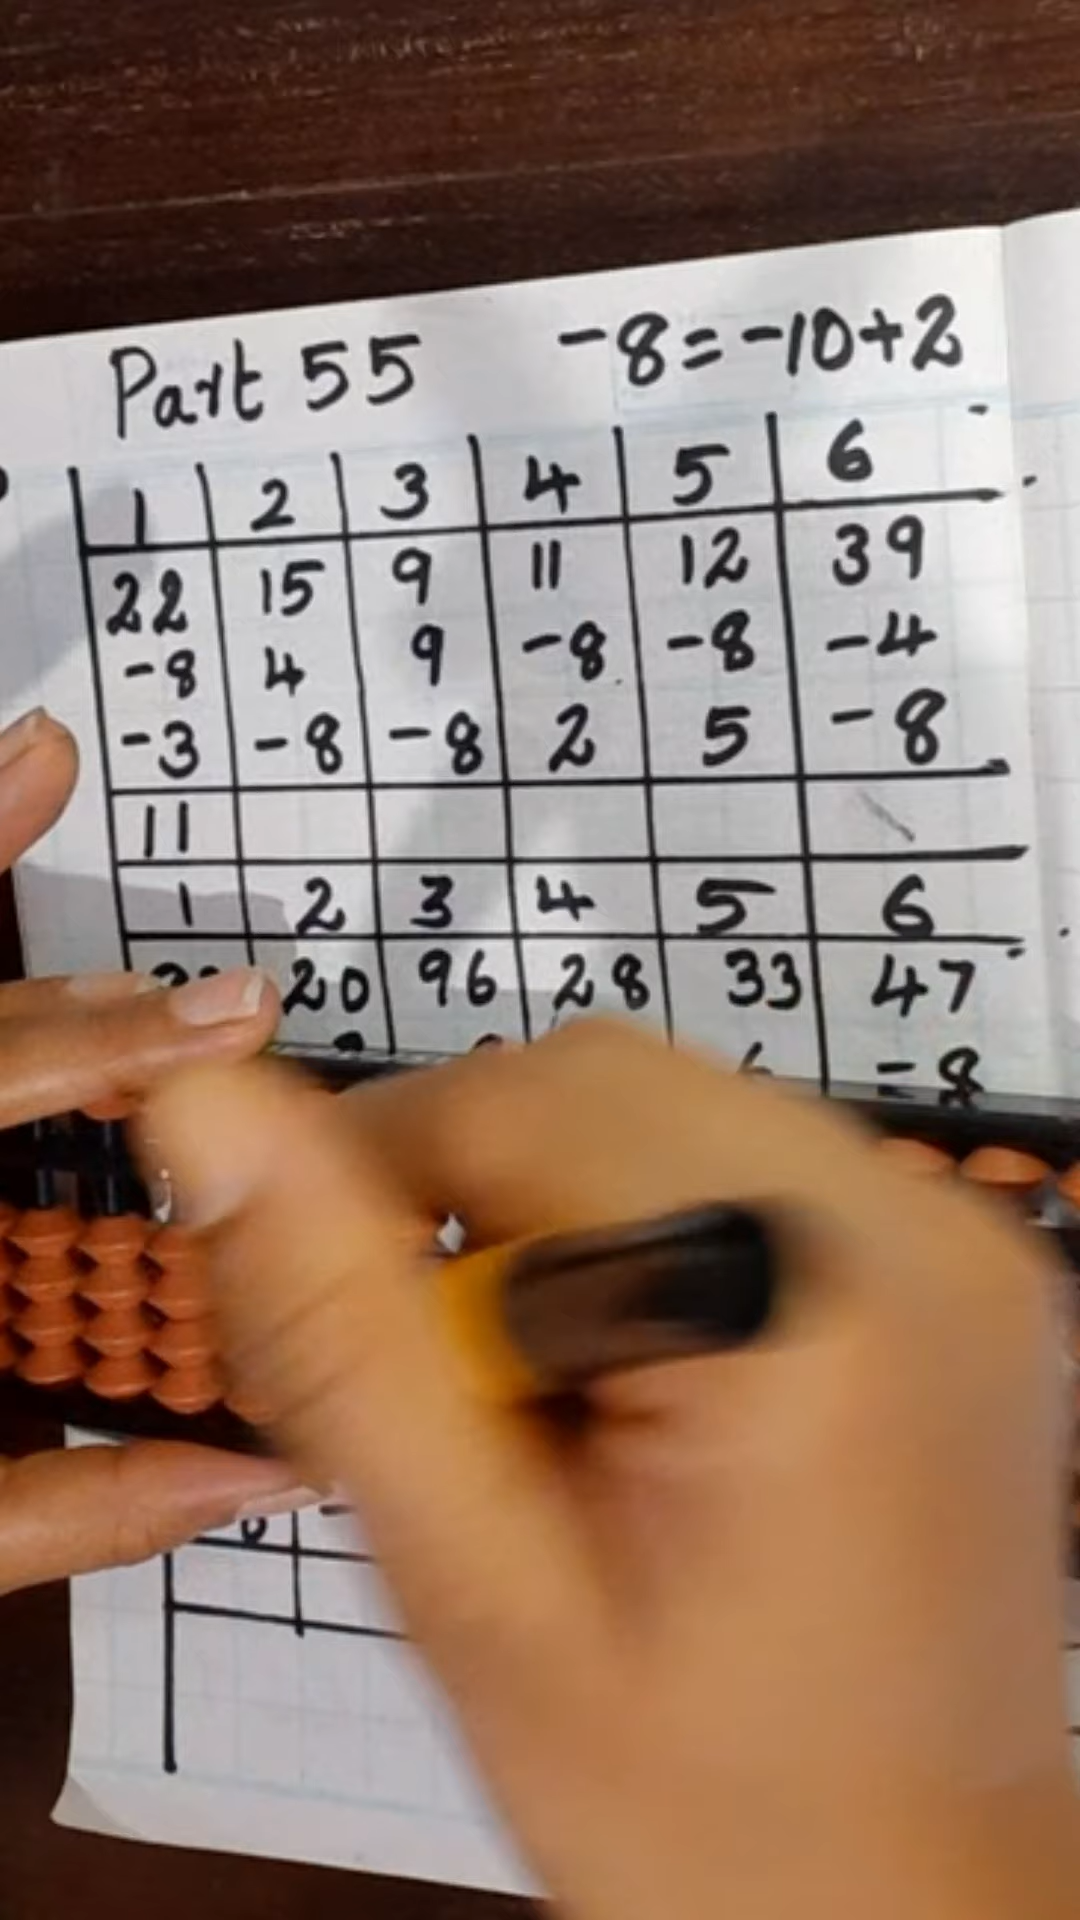 Part 55 -8=-10+2
1 2 3 4 5 6
22 15 9 11 12 39
-8 4 9 -8 -8 -4
-3 -8 -8 2 5 -8
11
1 2 3 4 5 6
20 96 28 33 47
-8